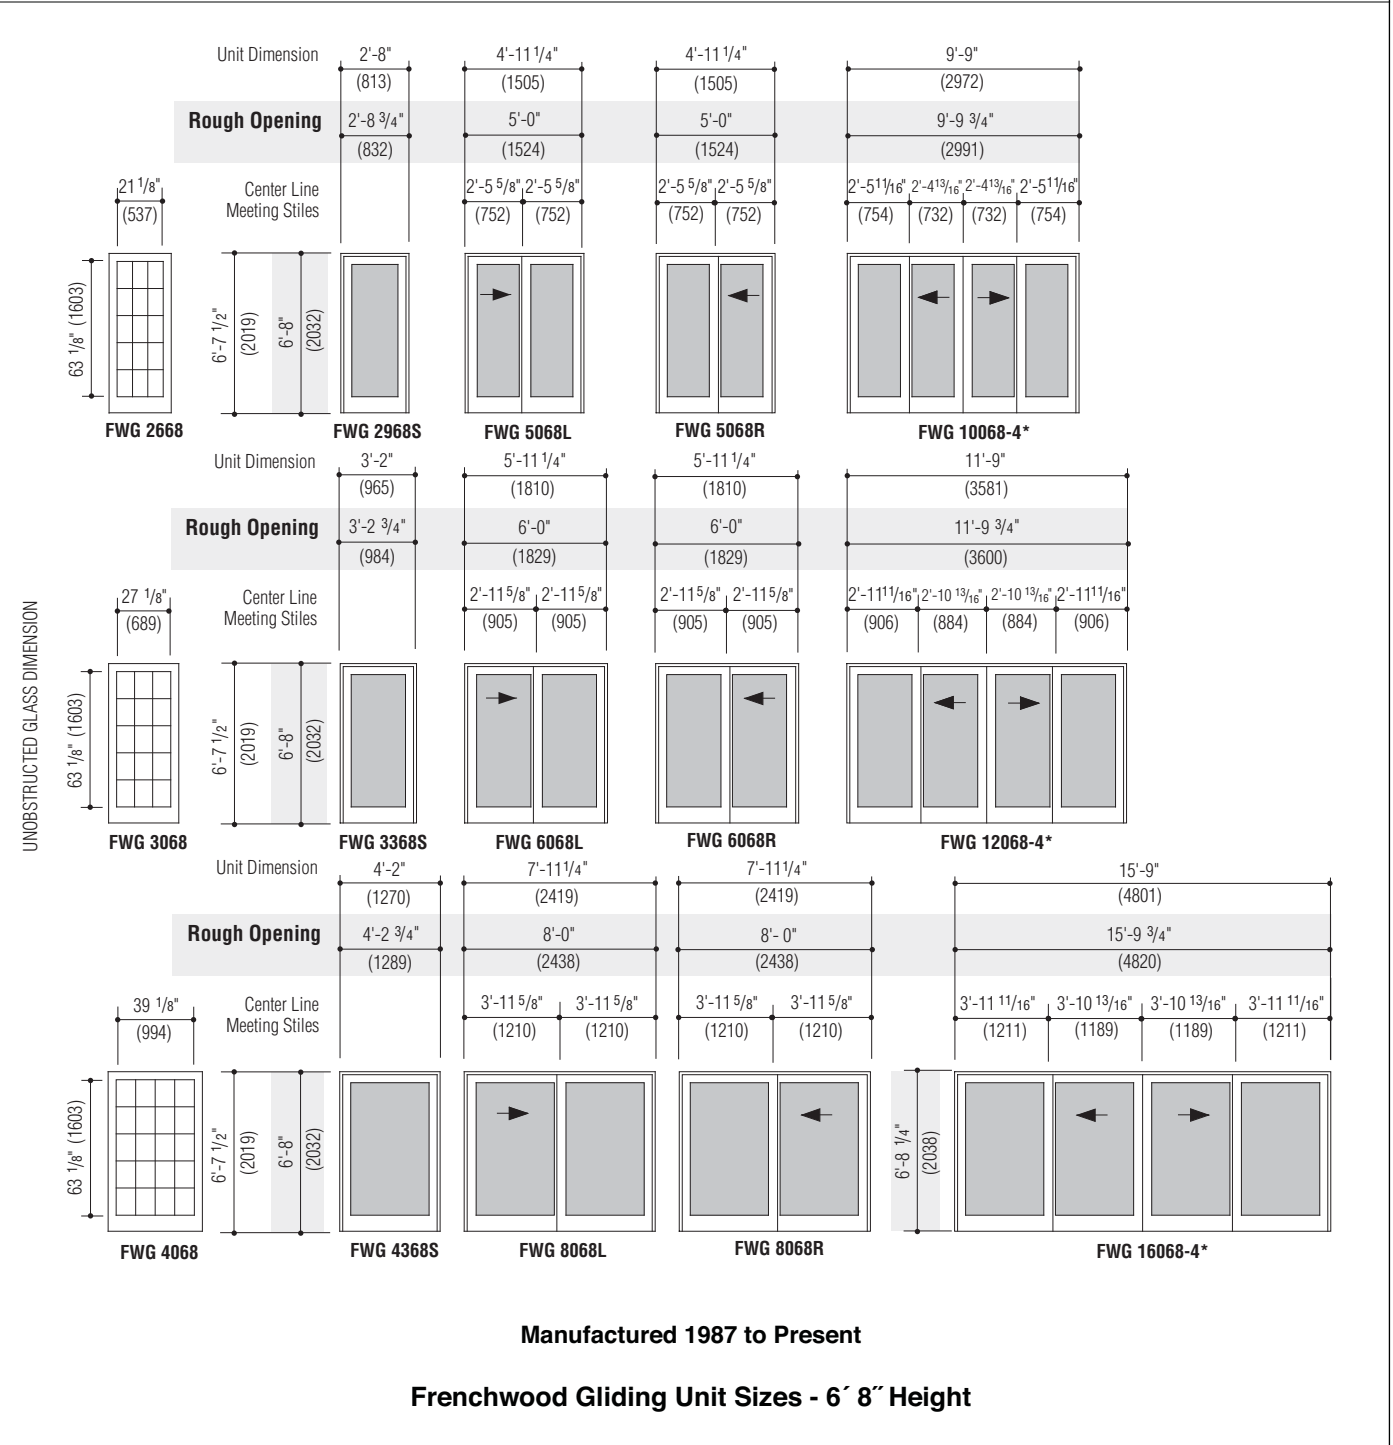 Unit Dimension 2'-8" 4'-11 1/4" 4'-11 1/4" 9'-9"
(813) (1505) (1505) (2972)
Rough Opening 2'-8 3/4" 5'-0" 5'-0" 9'-9 3/4"
(832) (1524) (1524) (2991)
21 1/8" Center Line 2'-5 5/8" 2'-5 5/8" 2'-5 5/8" 2'-5 5/8" 2'-5 11/16" 2'-4 13/16" 2'-4 13/16" 2'-5 11/16"
(537) Meeting Stiles (752) (752) (752) (752) (754) (732) (732) (754)
63 1/8" (1603) 6'-7 1/2" (2019) 6'-8" (2032)
FWG 2668 FWG 2968S FWG 5068L FWG 5068R FWG 10068-4*
Unit Dimension 3'-2" 5'-11 1/4" 5'-11 1/4" 11'-9"
(965) (1810) (1810) (3581)
Rough Opening 3'-2 3/4" 6'-0" 6'-0" 11'-9 3/4"
(984) (1829) (1829) (3600)
27 1/8" Center Line 2'-11 5/8" 2'-11 5/8" 2'-11 5/8" 2'-11 5/8" 2'-11 11/16" 2'-10 13/16" 2'-10 13/16" 2'-11 11/16"
(689) Meeting Stiles (905) (905) (905) (905) (906) (884) (884) (906)
UNOBSTRUCTED GLASS DIMENSION
63 1/8" (1603) 6'-7 1/2" (2019) 6'-8" (2032)
FWG 3068 FWG 3368S FWG 6068L FWG 6068R FWG 12068-4*
Unit Dimension 4'-2" 7'-11 1/4" 7'-11 1/4" 15'-9"
(1270) (2419) (2419) (4801)
Rough Opening 4'-2 3/4" 8'-0" 8'- 0" 15'-9 3/4"
(1289) (2438) (2438) (4820)
39 1/8" Center Line 3'-11 5/8" 3'-11 5/8" 3'-11 5/8" 3'-11 5/8" 3'-11 11/16" 3'-10 13/16" 3'-10 13/16" 3'-11 11/16"
(994) Meeting Stiles (1210) (1210) (1210) (1210) (1211) (1189) (1189) (1211)
63 1/8" (1603) 6'-7 1/2" (2019) 6'-8" (2032) 6'-8 1/4" (2038)
FWG 4068 FWG 4368S FWG 8068L FWG 8068R FWG 16068-4*
Manufactured 1987 to Present
Frenchwood Gliding Unit Sizes - 6´ 8˝ Height